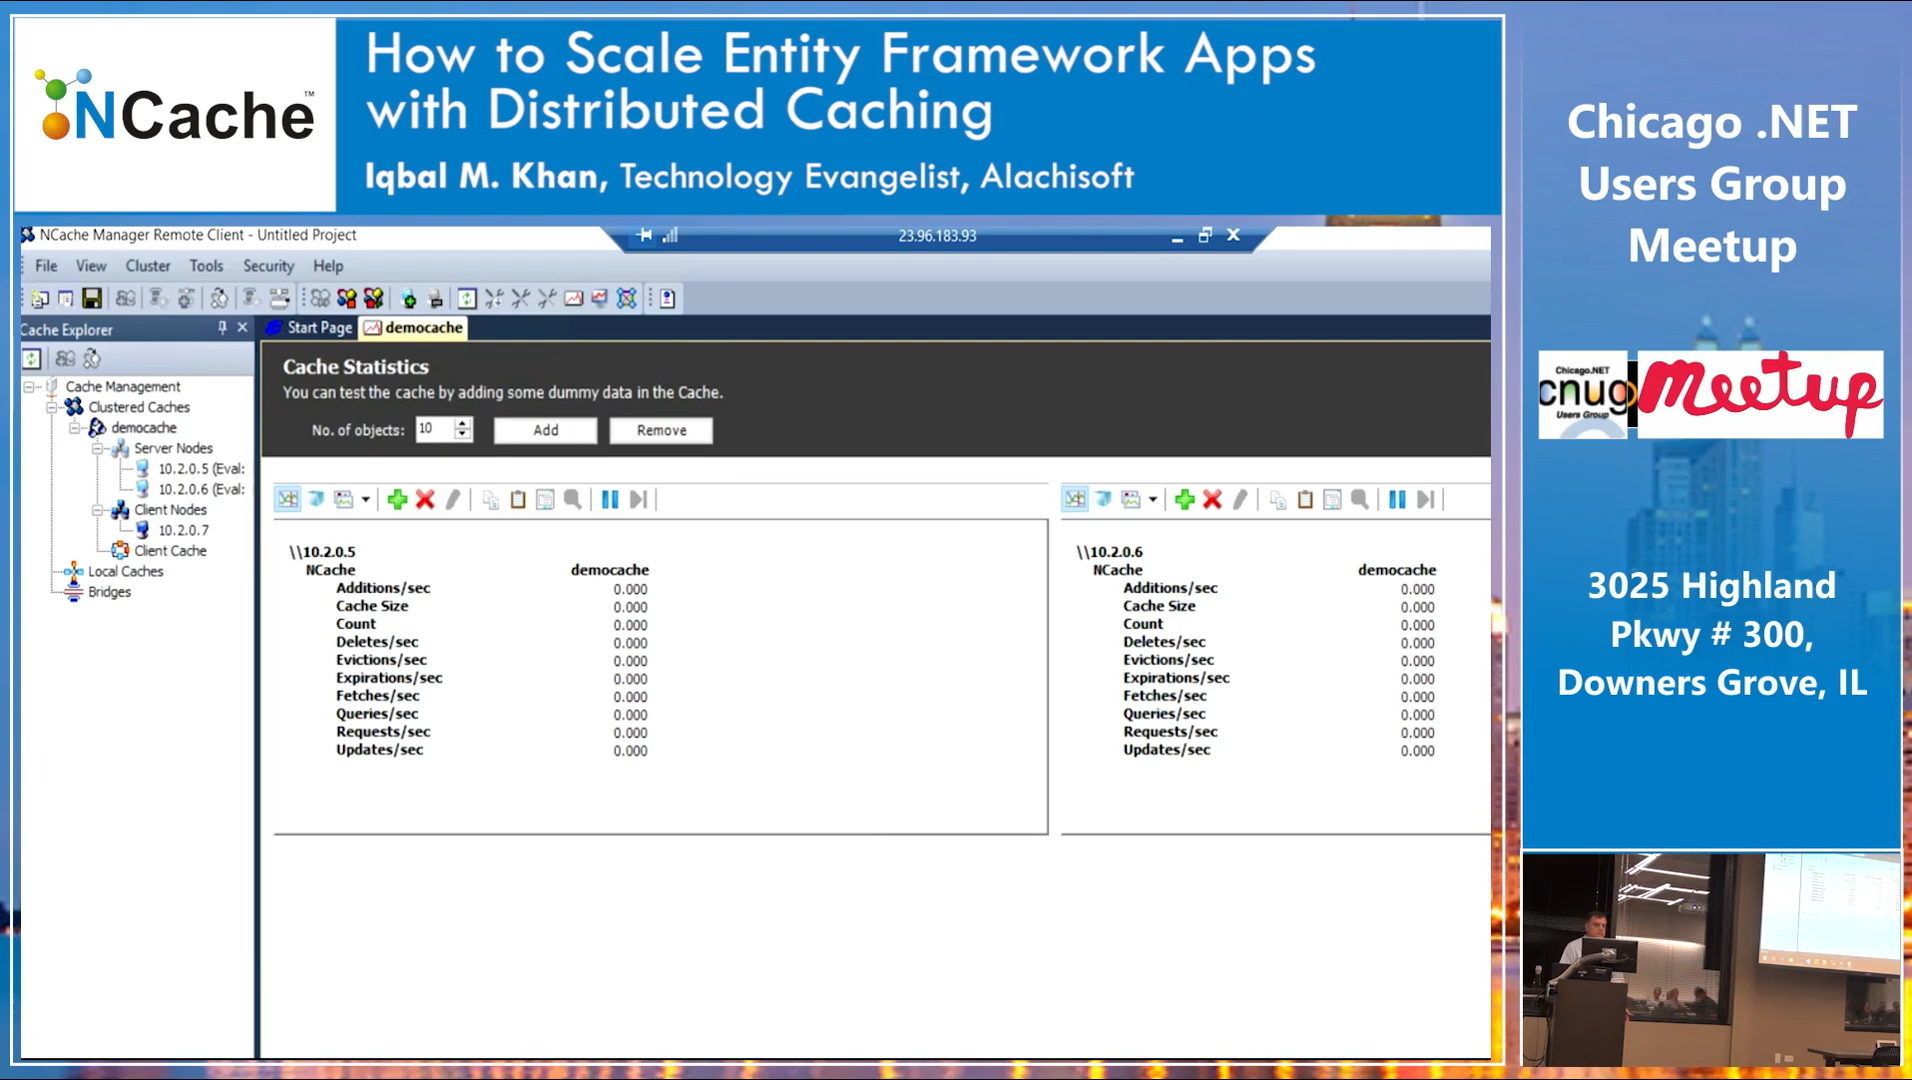 NCache™
How to Scale Entity Framework Apps
with Distributed Caching
Iqbal M. Khan, Technology Evangelist, Alachisoft
Chicago .NET
Users Group
Meetup
Chicago.NET
cnug
Users Group
Meetup
3025 Highland
Pkwy # 300,
Downers Grove, IL
NCache Manager Remote Client - Untitled Project
23.96.183.93
File View Cluster Tools Security Help
Cache Explorer
Start Page
democache
Cache Management
Clustered Caches
democache
Server Nodes
10.2.0.5 (Eval:
10.2.0.6 (Eval:
Client Nodes
10.2.0.7
Client Cache
Local Caches
Bridges
Cache Statistics
You can test the cache by adding some dummy data in the Cache.
No. of objects: 10 Add Remove
\\10.2.0.5
NCache democache
Additions/sec 0.000
Cache Size 0.000
Count 0.000
Deletes/sec 0.000
Evictions/sec 0.000
Expirations/sec 0.000
Fetches/sec 0.000
Queries/sec 0.000
Requests/sec 0.000
Updates/sec 0.000
\\10.2.0.6
NCache democache
Additions/sec 0.000
Cache Size 0.000
Count 0.000
Deletes/sec 0.000
Evictions/sec 0.000
Expirations/sec 0.000
Fetches/sec 0.000
Queries/sec 0.000
Requests/sec 0.000
Updates/sec 0.000